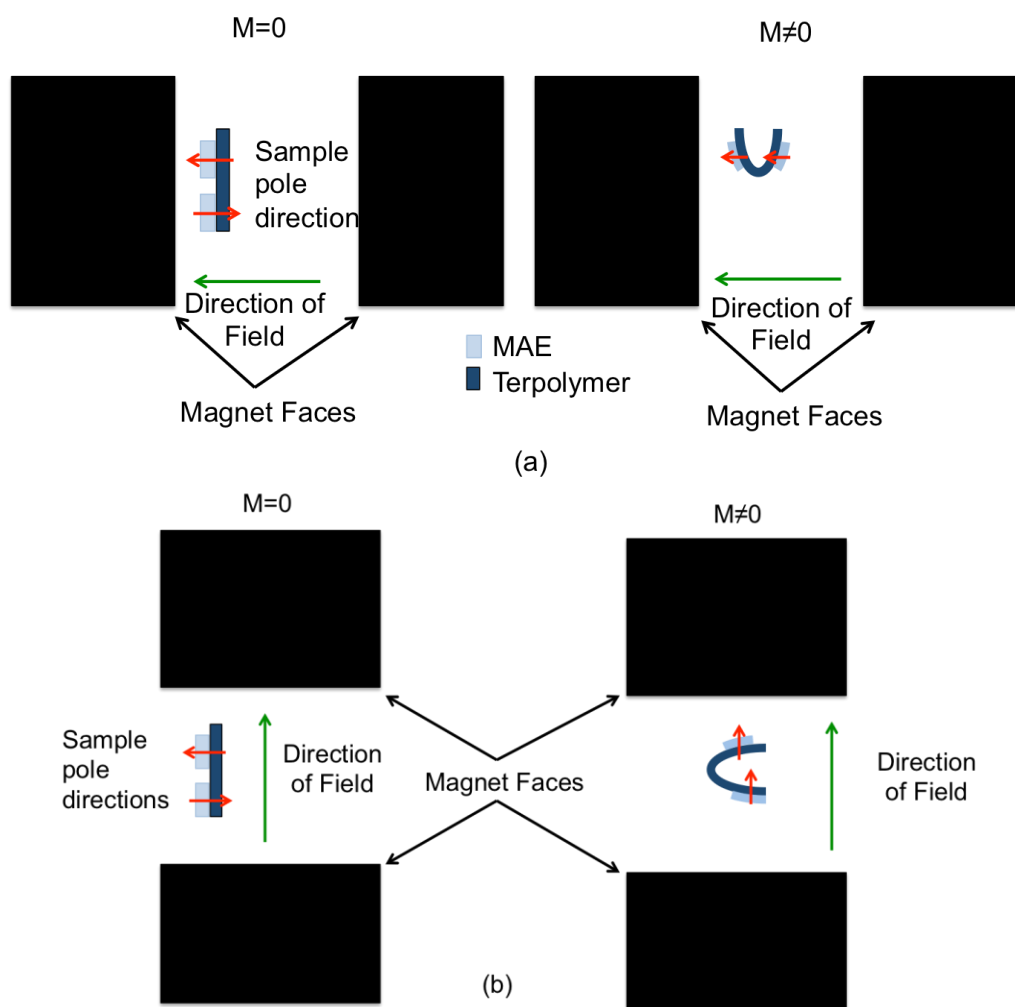 M=0
M≠0
Sample
pole
direction
Direction of
Field
Direction of
Field
MAE
Terpolymer
Magnet Faces
Magnet Faces
(a)
M=0
M≠0
Sample
pole
directions
Direction
of Field
Magnet Faces
Direction
of Field
(b)